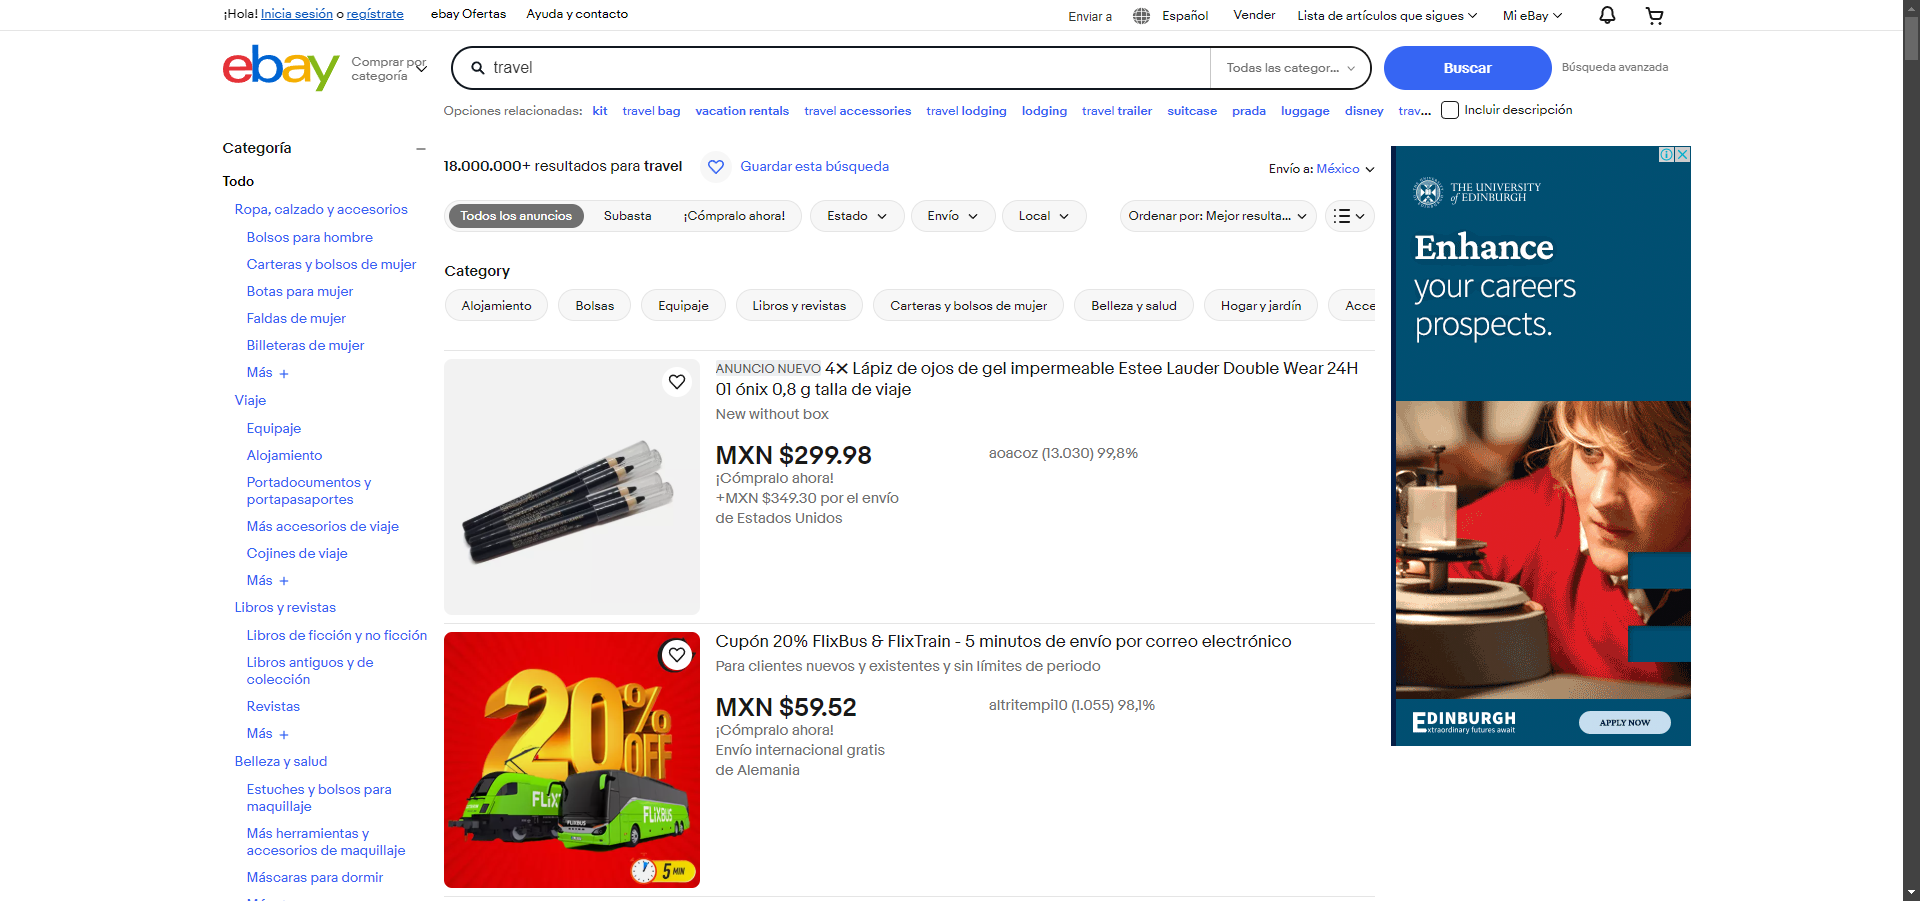 ¡Hola! Inicia sesión o regístrate
ebay Ofertas
Ayuda y contacto
Enviar a
Español
Vender
Lista de artículos que sigues
Mi eBay
ebay
Comprar por
categoría
travel
Todas las categor...
Buscar
Búsqueda avanzada
Opciones relacionadas: kit travel bag vacation rentals travel accessories travel lodging lodging travel trailer suitcase prada luggage disney trav...
Incluir descripción
Categoría
Todo
Ropa, calzado y accesorios
Bolsos para hombre
Carteras y bolsos de mujer
Botas para mujer
Faldas de mujer
Billeteras de mujer
Más +
Viaje
Equipaje
Alojamiento
Portadocumentos y
portapasaportes
Más accesorios de viaje
Cojines de viaje
Más +
Libros y revistas
Libros de ficción y no ficción
Libros antiguos y de
colección
Revistas
Más +
Belleza y salud
Estuches y bolsos para
maquillaje
Más herramientas y
accesorios de maquillaje
Máscaras para dormir
18.000.000+ resultados para travel
Guardar esta búsqueda
Envío a: México
Todos los anuncios
Subasta
¡Cómpralo ahora!
Estado
Envío
Local
Ordenar por: Mejor resulta...
Category
Alojamiento
Bolsas
Equipaje
Libros y revistas
Carteras y bolsos de mujer
Belleza y salud
Hogar y jardín
Acce
ANUNCIO NUEVO 4✕ Lápiz de ojos de gel impermeable Estee Lauder Double Wear 24H
01 ónix 0,8 g talla de viaje
New without box
MXN $299.98
aoacoz (13.030) 99,8%
¡Cómpralo ahora!
+MXN $349.30 por el envío
de Estados Unidos
20%
OFF
FLiX
FLIXBUS
FLIXBUS
5 MIN
Cupón 20% FlixBus & FlixTrain - 5 minutos de envío por correo electrónico
Para clientes nuevos y existentes y sin límites de periodo
MXN $59.52
altritempi10 (1.055) 98,1%
¡Cómpralo ahora!
Envío internacional gratis
de Alemania
THE UNIVERSITY
of EDINBURGH
Enhance
your careers
prospects.
EDINBURGH
Extraordinary futures await
APPLY NOW